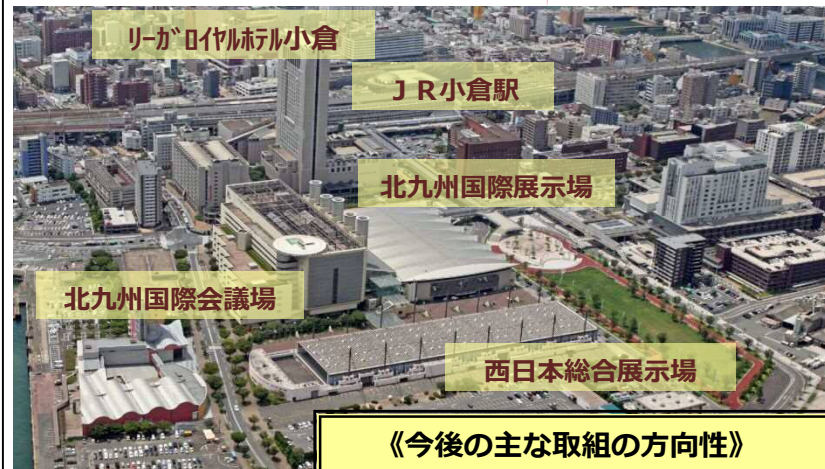 リーガロイヤルホテル小倉
ＪＲ小倉駅
北九州国際展示場
北九州国際会議場
西日本総合展示場
《今後の主な取組の方向性》